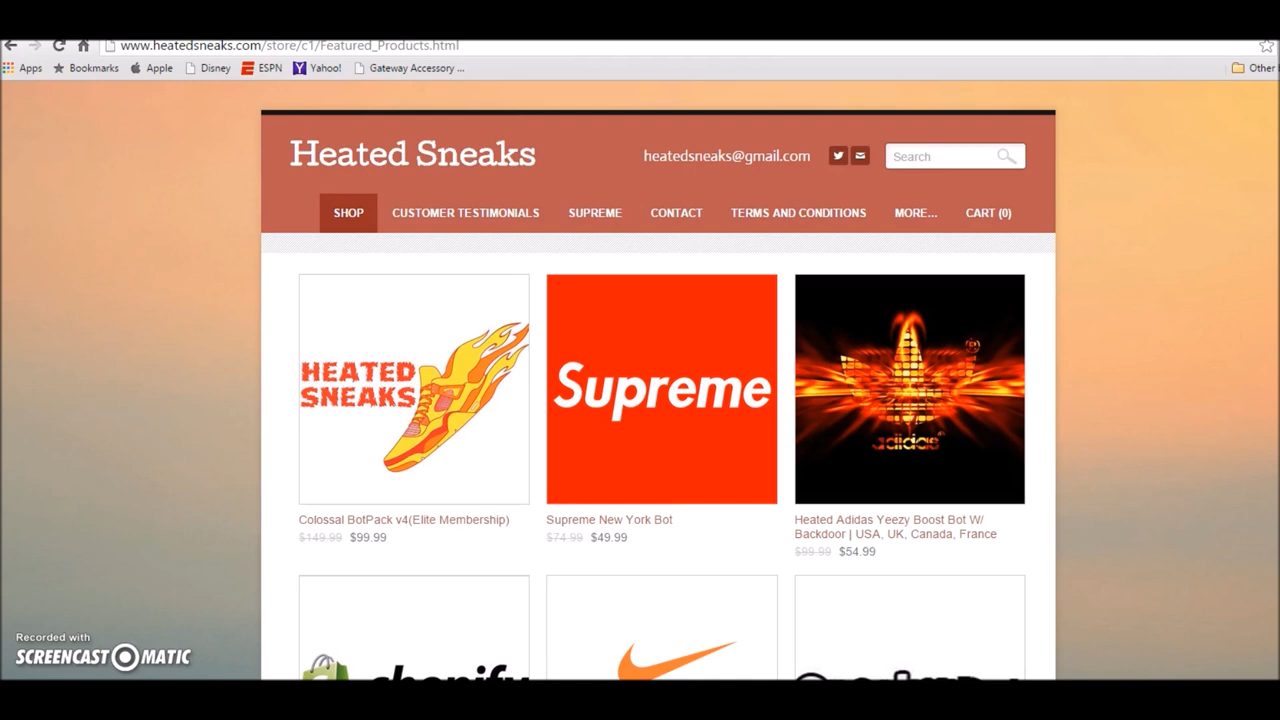 www.heatedsneaks.com/store/c1/Featured_Products.html
Apps Bookmarks Apple Disney ESPN Yahoo! Gateway Accessory ... Other
Heated Sneaks
heatedsneaks@gmail.com
Search
SHOP CUSTOMER TESTIMONIALS SUPREME CONTACT TERMS AND CONDITIONS MORE... CART (0)
HEATED
SNEAKS
Supreme
adidas
Colossal BotPack v4(Elite Membership)
$149.99 $99.99
Supreme New York Bot
$74.99 $49.99
Heated Adidas Yeezy Boost Bot W/
Backdoor | USA, UK, Canada, France
$99.99 $54.99
shopify
Recorded with
SCREENCAST MATIC